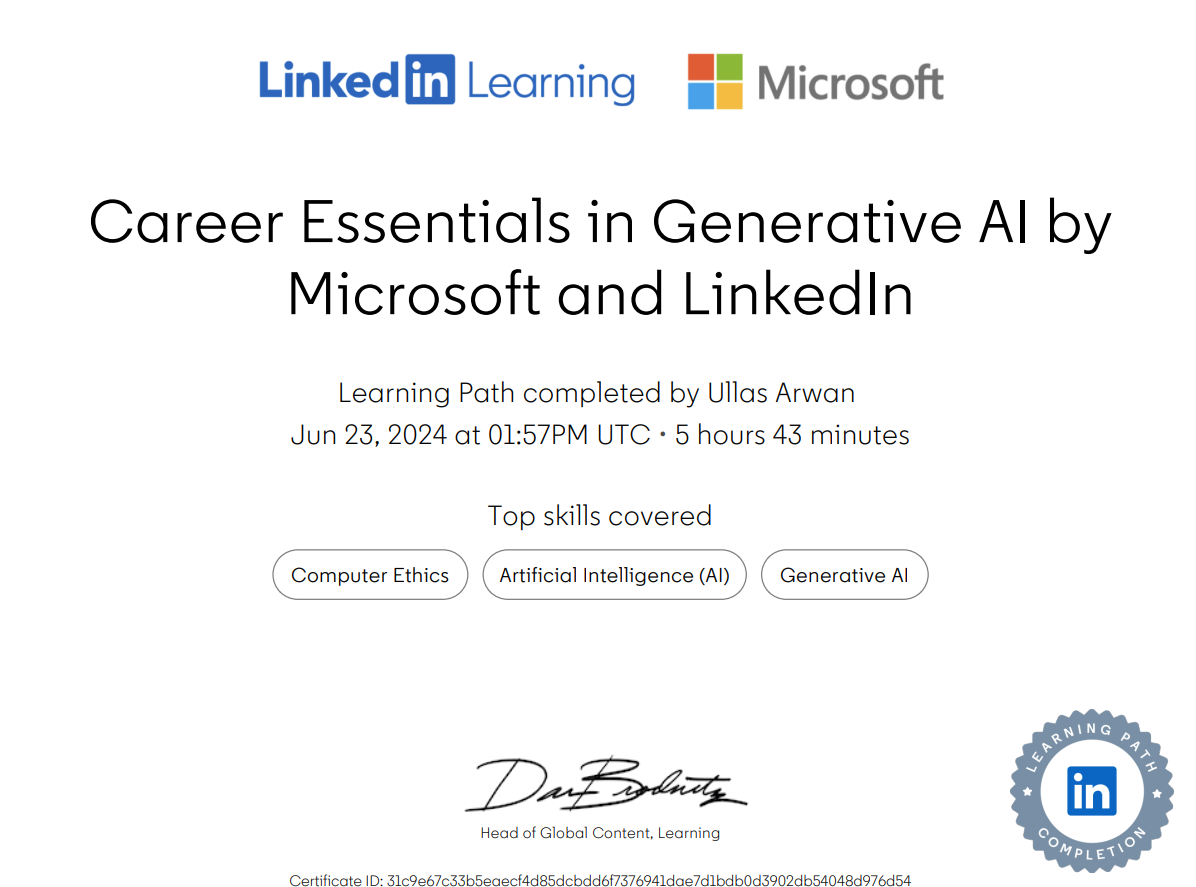 Linked in Learning Microsoft
Career Essentials in Generative AI by
Microsoft and LinkedIn
Learning Path completed by Ullas Arwan
Jun 23, 2024 at 01:57PM UTC • 5 hours 43 minutes
Top skills covered
Computer Ethics Artificial Intelligence (AI) Generative AI
Dan Brodnitz
Head of Global Content, Learning
LEARNING PATH
in
COMPLETION
Certificate ID: 31c9e67c33b5eaecf4d85dcbdd6f7376941dae7d1bdb0d3902db54048d976d54